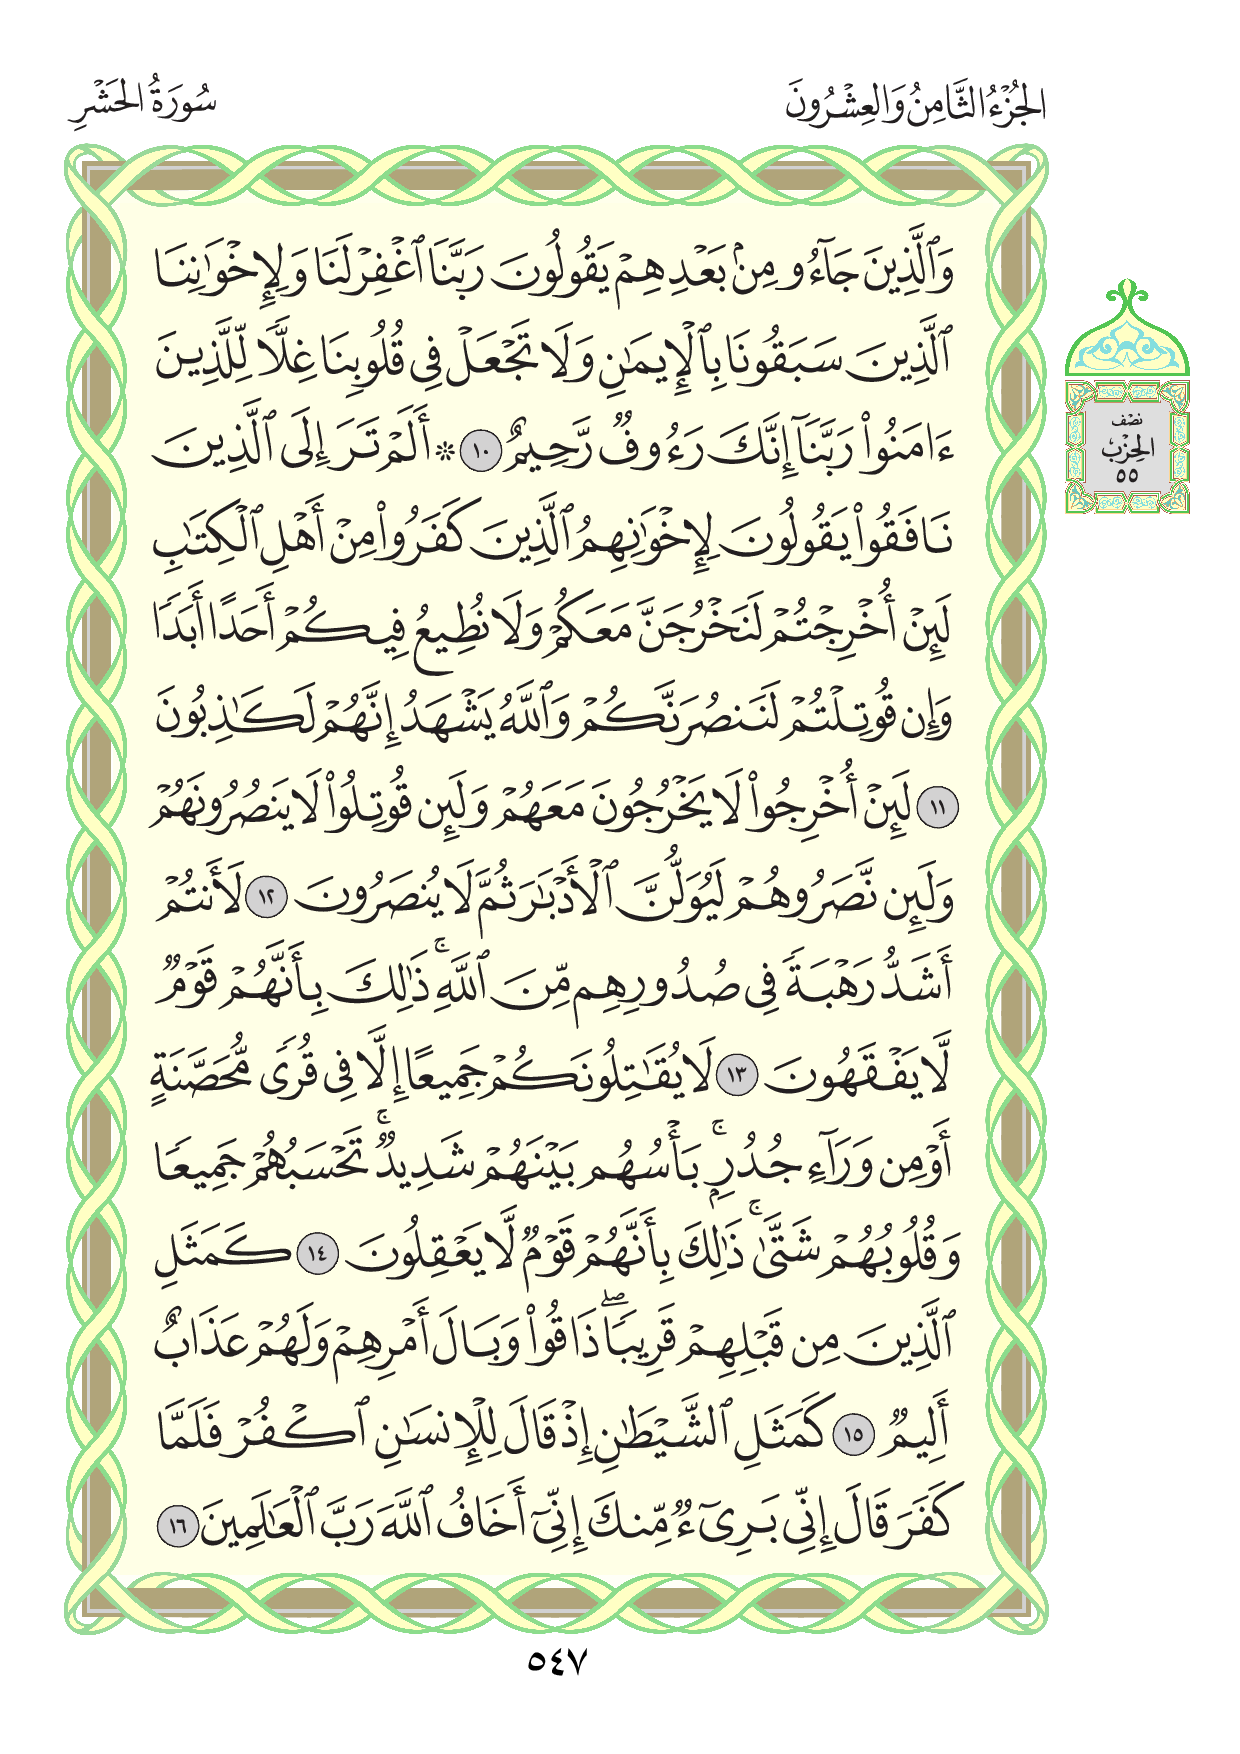 الجُزْءُ الثَّامِنُ وَالعِشْرُونَ
سُورَةُ الحَشْرِ
وَٱلَّذِينَ جَآءُو مِنۢ بَعْدِهِمْ يَقُولُونَ رَبَّنَا ٱغْفِرْ لَنَا وَلِإِخْوَٰنِنَا
ٱلَّذِينَ سَبَقُونَا بِٱلْإِيمَٰنِ وَلَا تَجْعَلْ فِى قُلُوبِنَا غِلًّا لِّلَّذِينَ
ءَامَنُوا۟ رَبَّنَآ إِنَّكَ رَءُوفٌ رَّحِيمٌ ١٠ ۞ أَلَمْ تَرَ إِلَى ٱلَّذِينَ
نَافَقُوا۟ يَقُولُونَ لِإِخْوَٰنِهِمُ ٱلَّذِينَ كَفَرُوا۟ مِنْ أَهْلِ ٱلْكِتَٰبِ
لَئِنْ أُخْرِجْتُمْ لَنَخْرُجَنَّ مَعَكُمْ وَلَا نُطِيعُ فِيكُمْ أَحَدًا أَبَدًا
وَإِن قُوتِلْتُمْ لَنَنصُرَنَّكُمْ وَٱللَّهُ يَشْهَدُ إِنَّهُمْ لَكَٰذِبُونَ
١١ لَئِنْ أُخْرِجُوا۟ لَا يَخْرُجُونَ مَعَهُمْ وَلَئِن قُوتِلُوا۟ لَا يَنصُرُونَهُمْ
وَلَئِن نَّصَرُوهُمْ لَيُوَلُّنَّ ٱلْأَدْبَٰرَ ثُمَّ لَا يُنصَرُونَ ١٢ لَأَنتُمْ
أَشَدُّ رَهْبَةً فِى صُدُورِهِم مِّنَ ٱللَّهِ ۚ ذَٰلِكَ بِأَنَّهُمْ قَوْمٌ
لَّا يَفْقَهُونَ ١٣ لَا يُقَٰتِلُونَكُمْ جَمِيعًا إِلَّا فِى قُرًى مُّحَصَّنَةٍ
أَوْ مِن وَرَآءِ جُدُرٍۭ ۚ بَأْسُهُم بَيْنَهُمْ شَدِيدٌ ۚ تَحْسَبُهُمْ جَمِيعًا
وَقُلُوبُهُمْ شَتَّىٰ ۚ ذَٰلِكَ بِأَنَّهُمْ قَوْمٌ لَّا يَعْقِلُونَ ١٤ كَمَثَلِ
ٱلَّذِينَ مِن قَبْلِهِمْ قَرِيبًا ۖ ذَاقُوا۟ وَبَالَ أَمْرِهِمْ وَلَهُمْ عَذَابٌ
أَلِيمٌ ١٥ كَمَثَلِ ٱلشَّيْطَٰنِ إِذْ قَالَ لِلْإِنسَٰنِ ٱكْفُرْ فَلَمَّا
كَفَرَ قَالَ إِنِّى بَرِىٓءٌ مِّنكَ إِنِّىٓ أَخَافُ ٱللَّهَ رَبَّ ٱلْعَٰلَمِينَ ١٦
نِصْف
الحِزْبِ
٥٥
٥٤٧